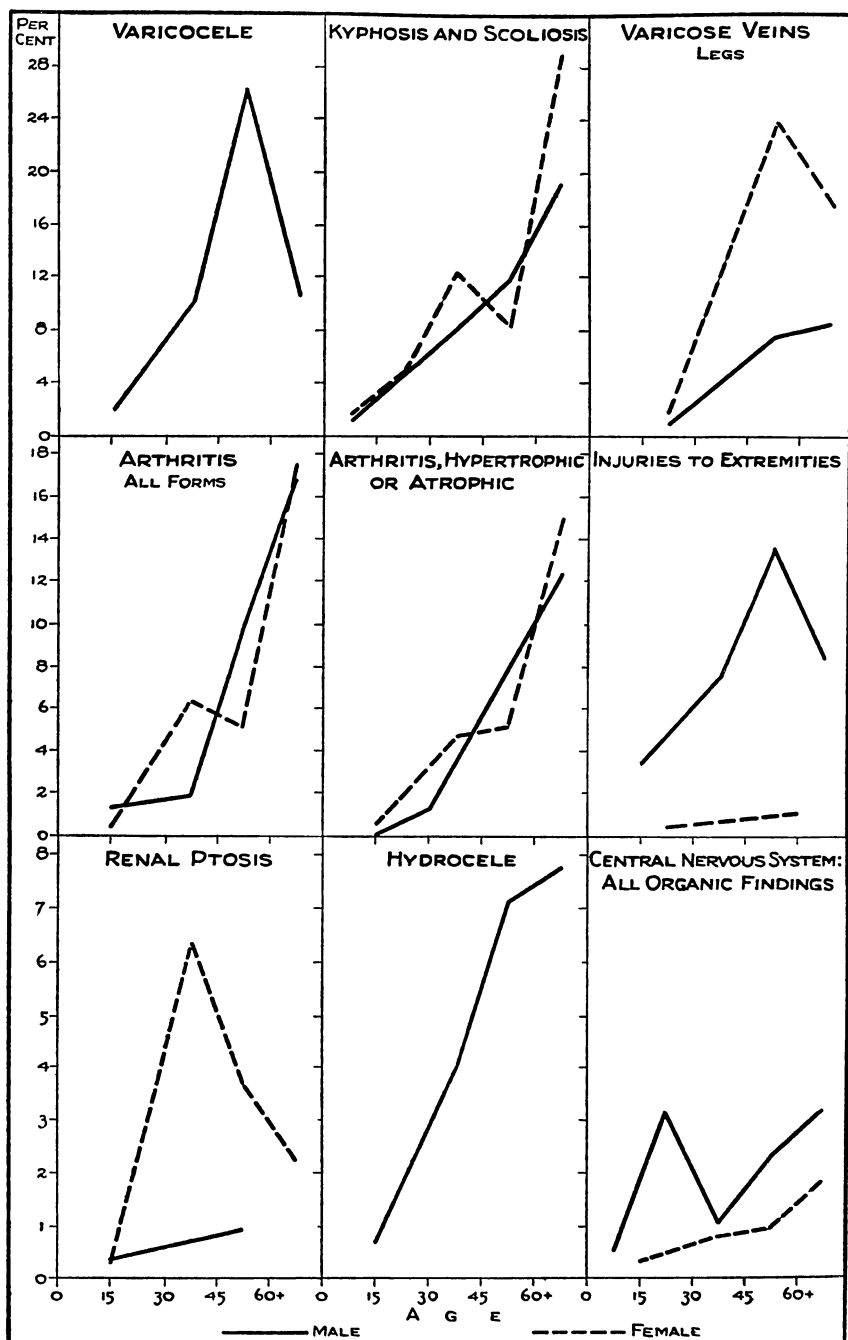 PER CENT
VARICOCELE
KYPHOSIS AND SCOLIOSIS
VARICOSE VEINS
LEGS
28
24
20
16
12
8
4
0
ARTHRITIS
ALL FORMS
ARTHRITIS, HYPERTROPHIC
OR ATROPHIC
INJURIES TO EXTREMITIES
18
16
14
12
10
8
6
4
2
0
RENAL PTOSIS
HYDROCELE
CENTRAL NERVOUS SYSTEM:
ALL ORGANIC FINDINGS
8
7
6
5
4
3
2
1
0
0 15 30 45 60+ 0 15 30 45 60+ 0 15 30 45 60+
AGE
MALE FEMALE